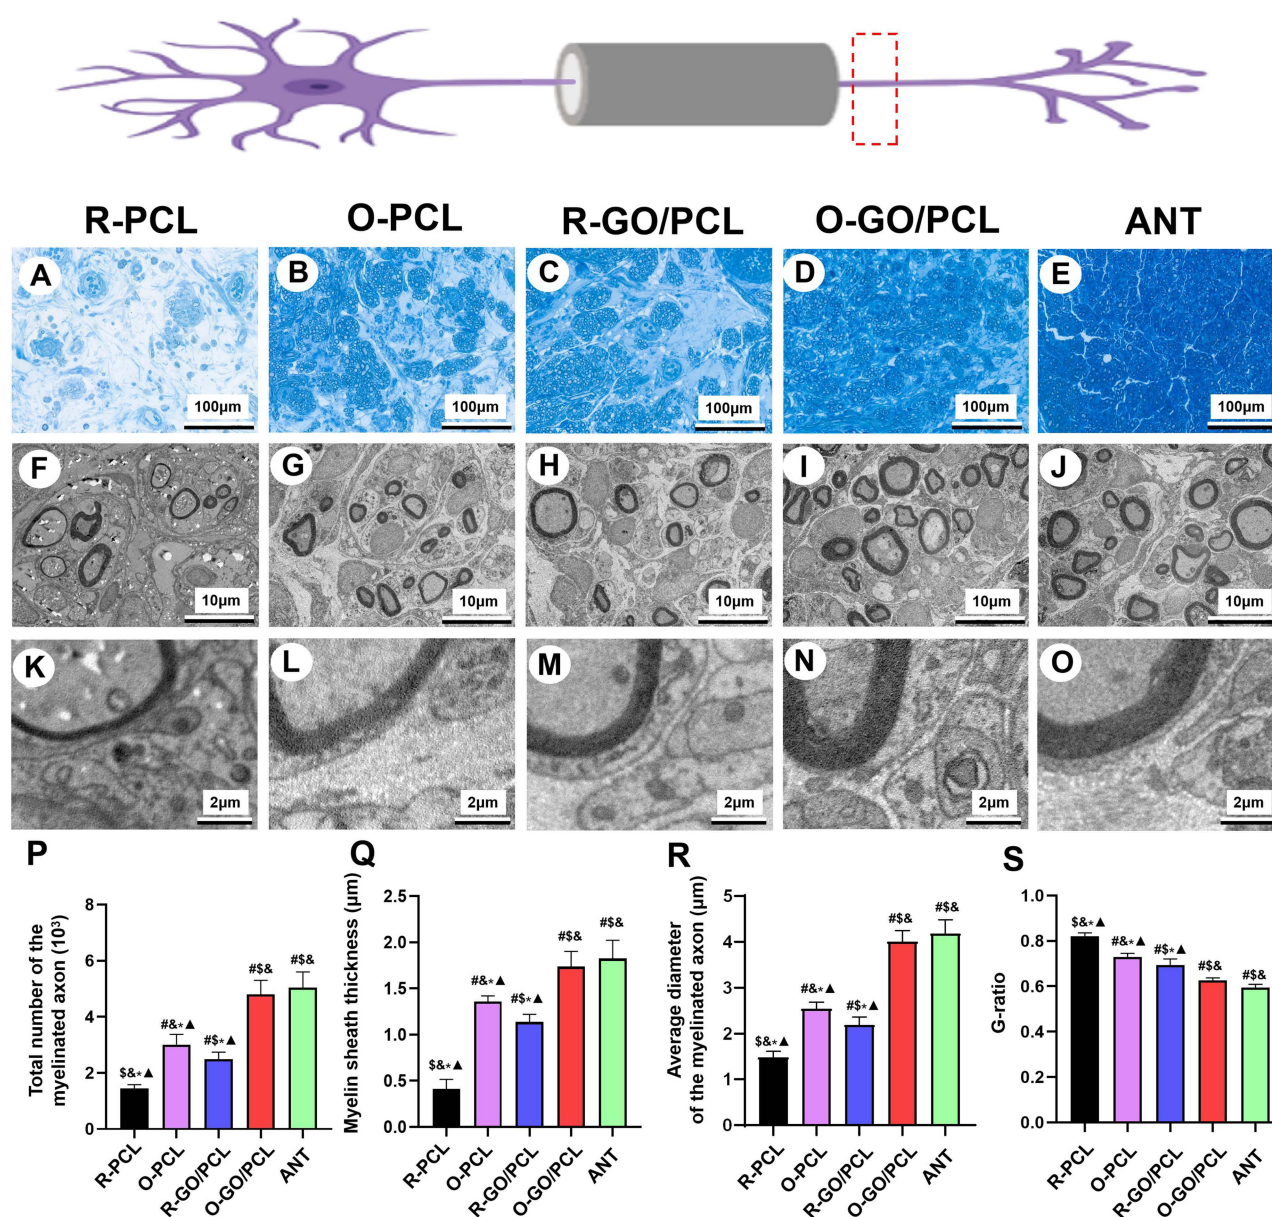 R-PCL O-PCL R-GO/PCL O-GO/PCL ANT
A B C D E
100μm 100μm 100μm 100μm 100μm
F G H I J
10μm 10μm 10μm 10μm 10μm
K L M N O
2μm 2μm 2μm 2μm 2μm
P
Total number of the
myelinated axon (10³)
8
6
4
2
0
$&*▲
#&*▲
#$*▲
#$&
#$&
R-PCL
O-PCL
R-GO/PCL
O-GO/PCL
ANT
Q
Myelin sheath thickness (μm)
2.5
2.0
1.5
1.0
0.5
0.0
$&*▲
#&*▲
#$*▲
#$&
#$&
R-PCL
O-PCL
R-GO/PCL
O-GO/PCL
ANT
R
Average diameter
of the myelinated axon (μm)
5
4
3
2
1
0
$&*▲
#&*▲
#$*▲
#$&
#$&
R-PCL
O-PCL
R-GO/PCL
O-GO/PCL
ANT
S
G-ratio
1.0
0.8
0.6
0.4
0.2
0.0
$&*▲
#&*▲
#$*▲
#$&
#$&
R-PCL
O-PCL
R-GO/PCL
O-GO/PCL
ANT